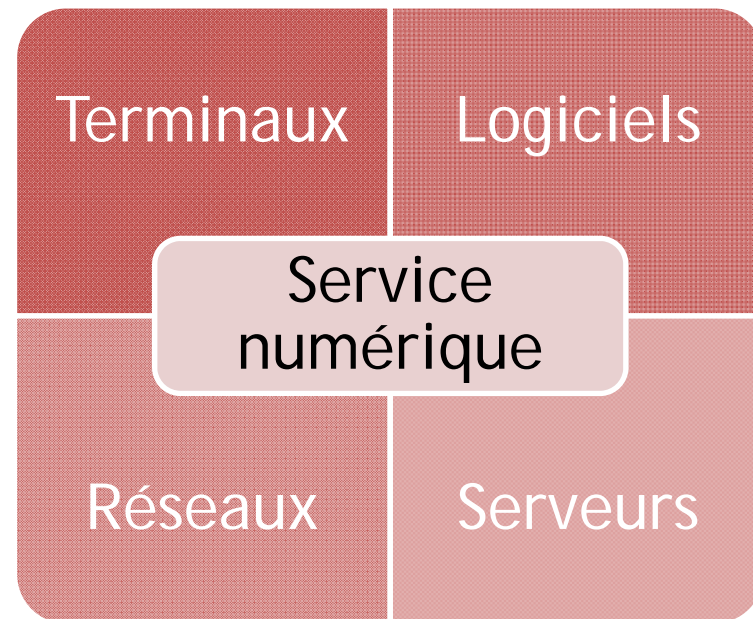 Terminaux
Logiciels
Service
numérique
Réseaux
Serveurs